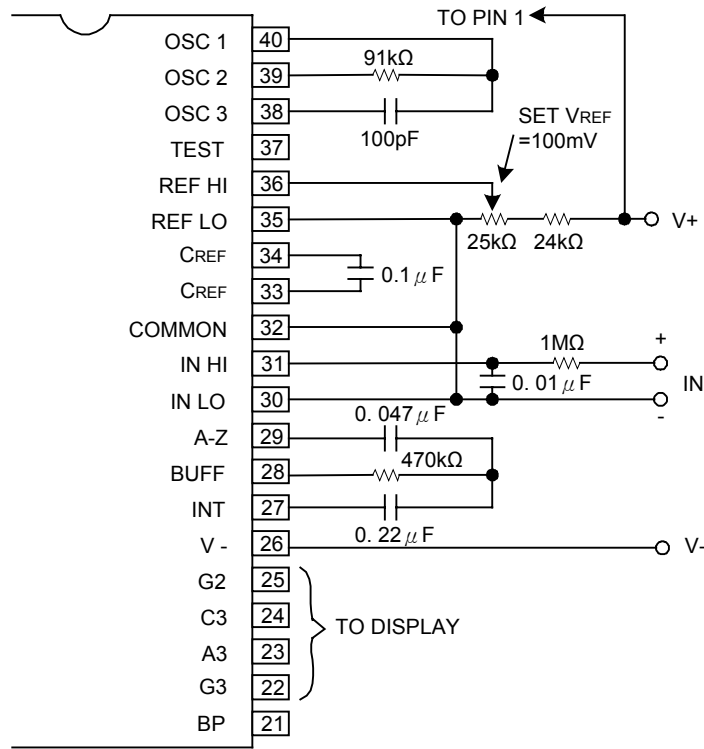 TO PIN 1
OSC 1 40
91kΩ
OSC 2 39
OSC 3 38
100pF
SET VREF
=100mV
TEST 37
REF HI 36
REF LO 35
25kΩ 24kΩ
V+
CREF 34
0.1μF
CREF 33
COMMON 32
1MΩ
+
IN HI 31
0. 01μF
IN
IN LO 30
-
0. 047μF
A-Z 29
470kΩ
BUFF 28
INT 27
0. 22μF
V - 26
V-
G2 25
C3 24
TO DISPLAY
A3 23
G3 22
BP 21